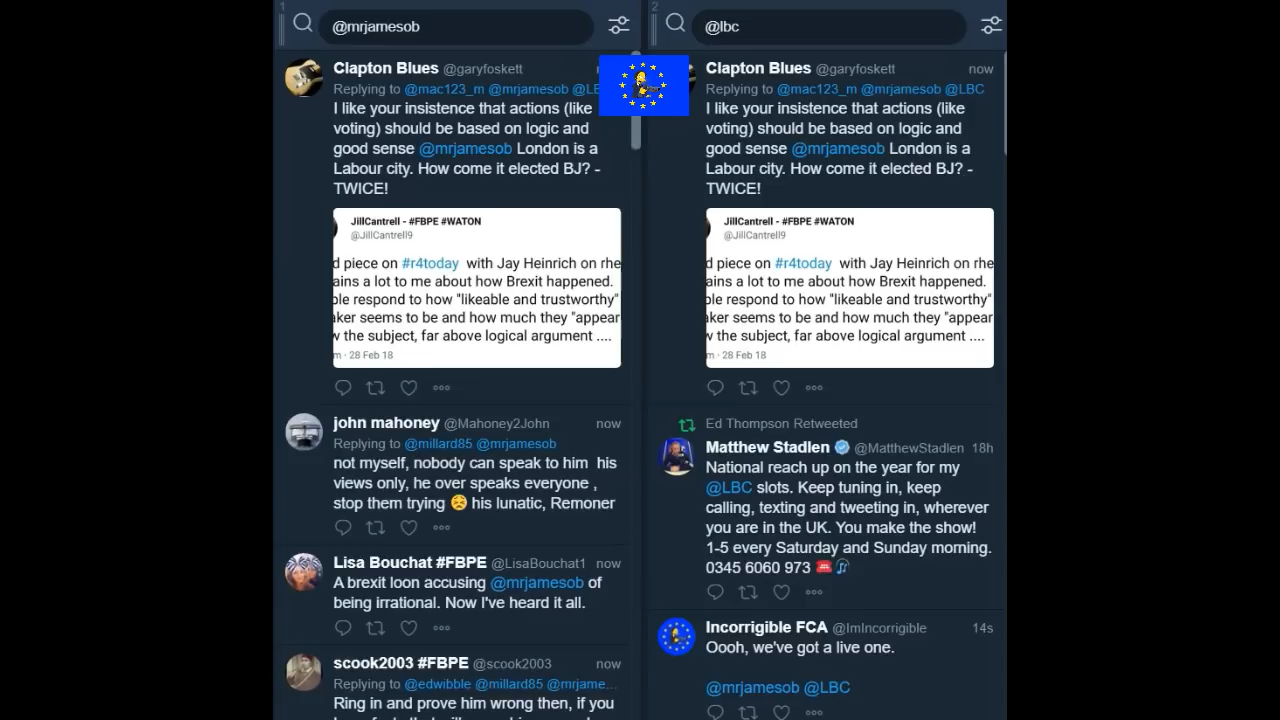 1
@mrjamesob
Clapton Blues @garyfoskett
Replying to @mac123_m @mrjamesob
I like your insistence that actions (like
voting) should be based on logic and
good sense @mrjamesob London is a
Labour city. How come it elected BJ? -
TWICE!
JillCantrell - #FBPE #WATON
@JillCantrell9
d piece on #r4today with Jay Heinrich on rhe
ains a lot to me about how Brexit happened.
ple respond to how "likeable and trustworthy"
aker seems to be and how much they "appear
w the subject, far above logical argument ....
m · 28 Feb 18
john mahoney @Mahoney2John now
Replying to @millard85 @mrjamesob
not myself, nobody can speak to him his
views only, he over speaks everyone ,
stop them trying 😩 his lunatic, Remoner
Lisa Bouchat #FBPE @LisaBouchat1 now
A brexit loon accusing @mrjamesob of
being irrational. Now I've heard it all.
scook2003 #FBPE @scook2003 now
Replying to @edwibble @millard85 @mrjame...
Ring in and prove him wrong then, if you
2
@lbc
Clapton Blues @garyfoskett now
Replying to @mac123_m @mrjamesob @LBC
I like your insistence that actions (like
voting) should be based on logic and
good sense @mrjamesob London is a
Labour city. How come it elected BJ? -
TWICE!
JillCantrell - #FBPE #WATON
@JillCantrell9
d piece on #r4today with Jay Heinrich on rhe
ains a lot to me about how Brexit happened.
ple respond to how "likeable and trustworthy"
aker seems to be and how much they "appear
w the subject, far above logical argument ....
m · 28 Feb 18
Ed Thompson Retweeted
Matthew Stadlen @MatthewStadlen 18h
National reach up on the year for my
@LBC slots. Keep tuning in, keep
calling, texting and tweeting in, wherever
you are in the UK. You make the show!
1-5 every Saturday and Sunday morning.
0345 6060 973 ☎️🎧
Incorrigible FCA @ImIncorrigible 14s
Oooh, we've got a live one.
@mrjamesob @LBC